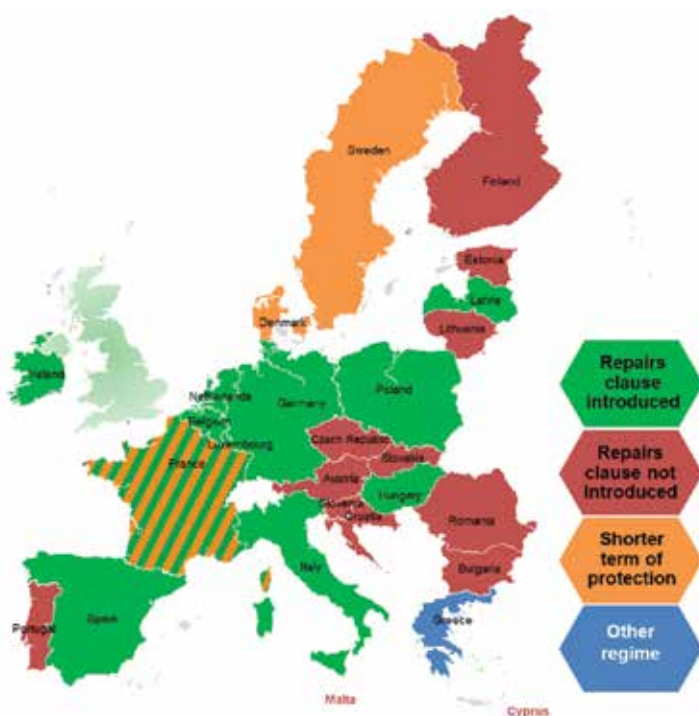 Sweden
Finland
Estonia
Latvia
Denmark
Lithuania
Ireland
Netherlands
Poland
Germany
Belgium
Luxembourg
Czech Republic
France
Slovakia
Austria
Hungary
Slovenia
Croatia
Romania
Italy
Bulgaria
Portugal
Spain
Greece
Malta
Cyprus
Repairs
clause
introduced
Repairs
clause not
introduced
Shorter
term of
protection
Other
regime